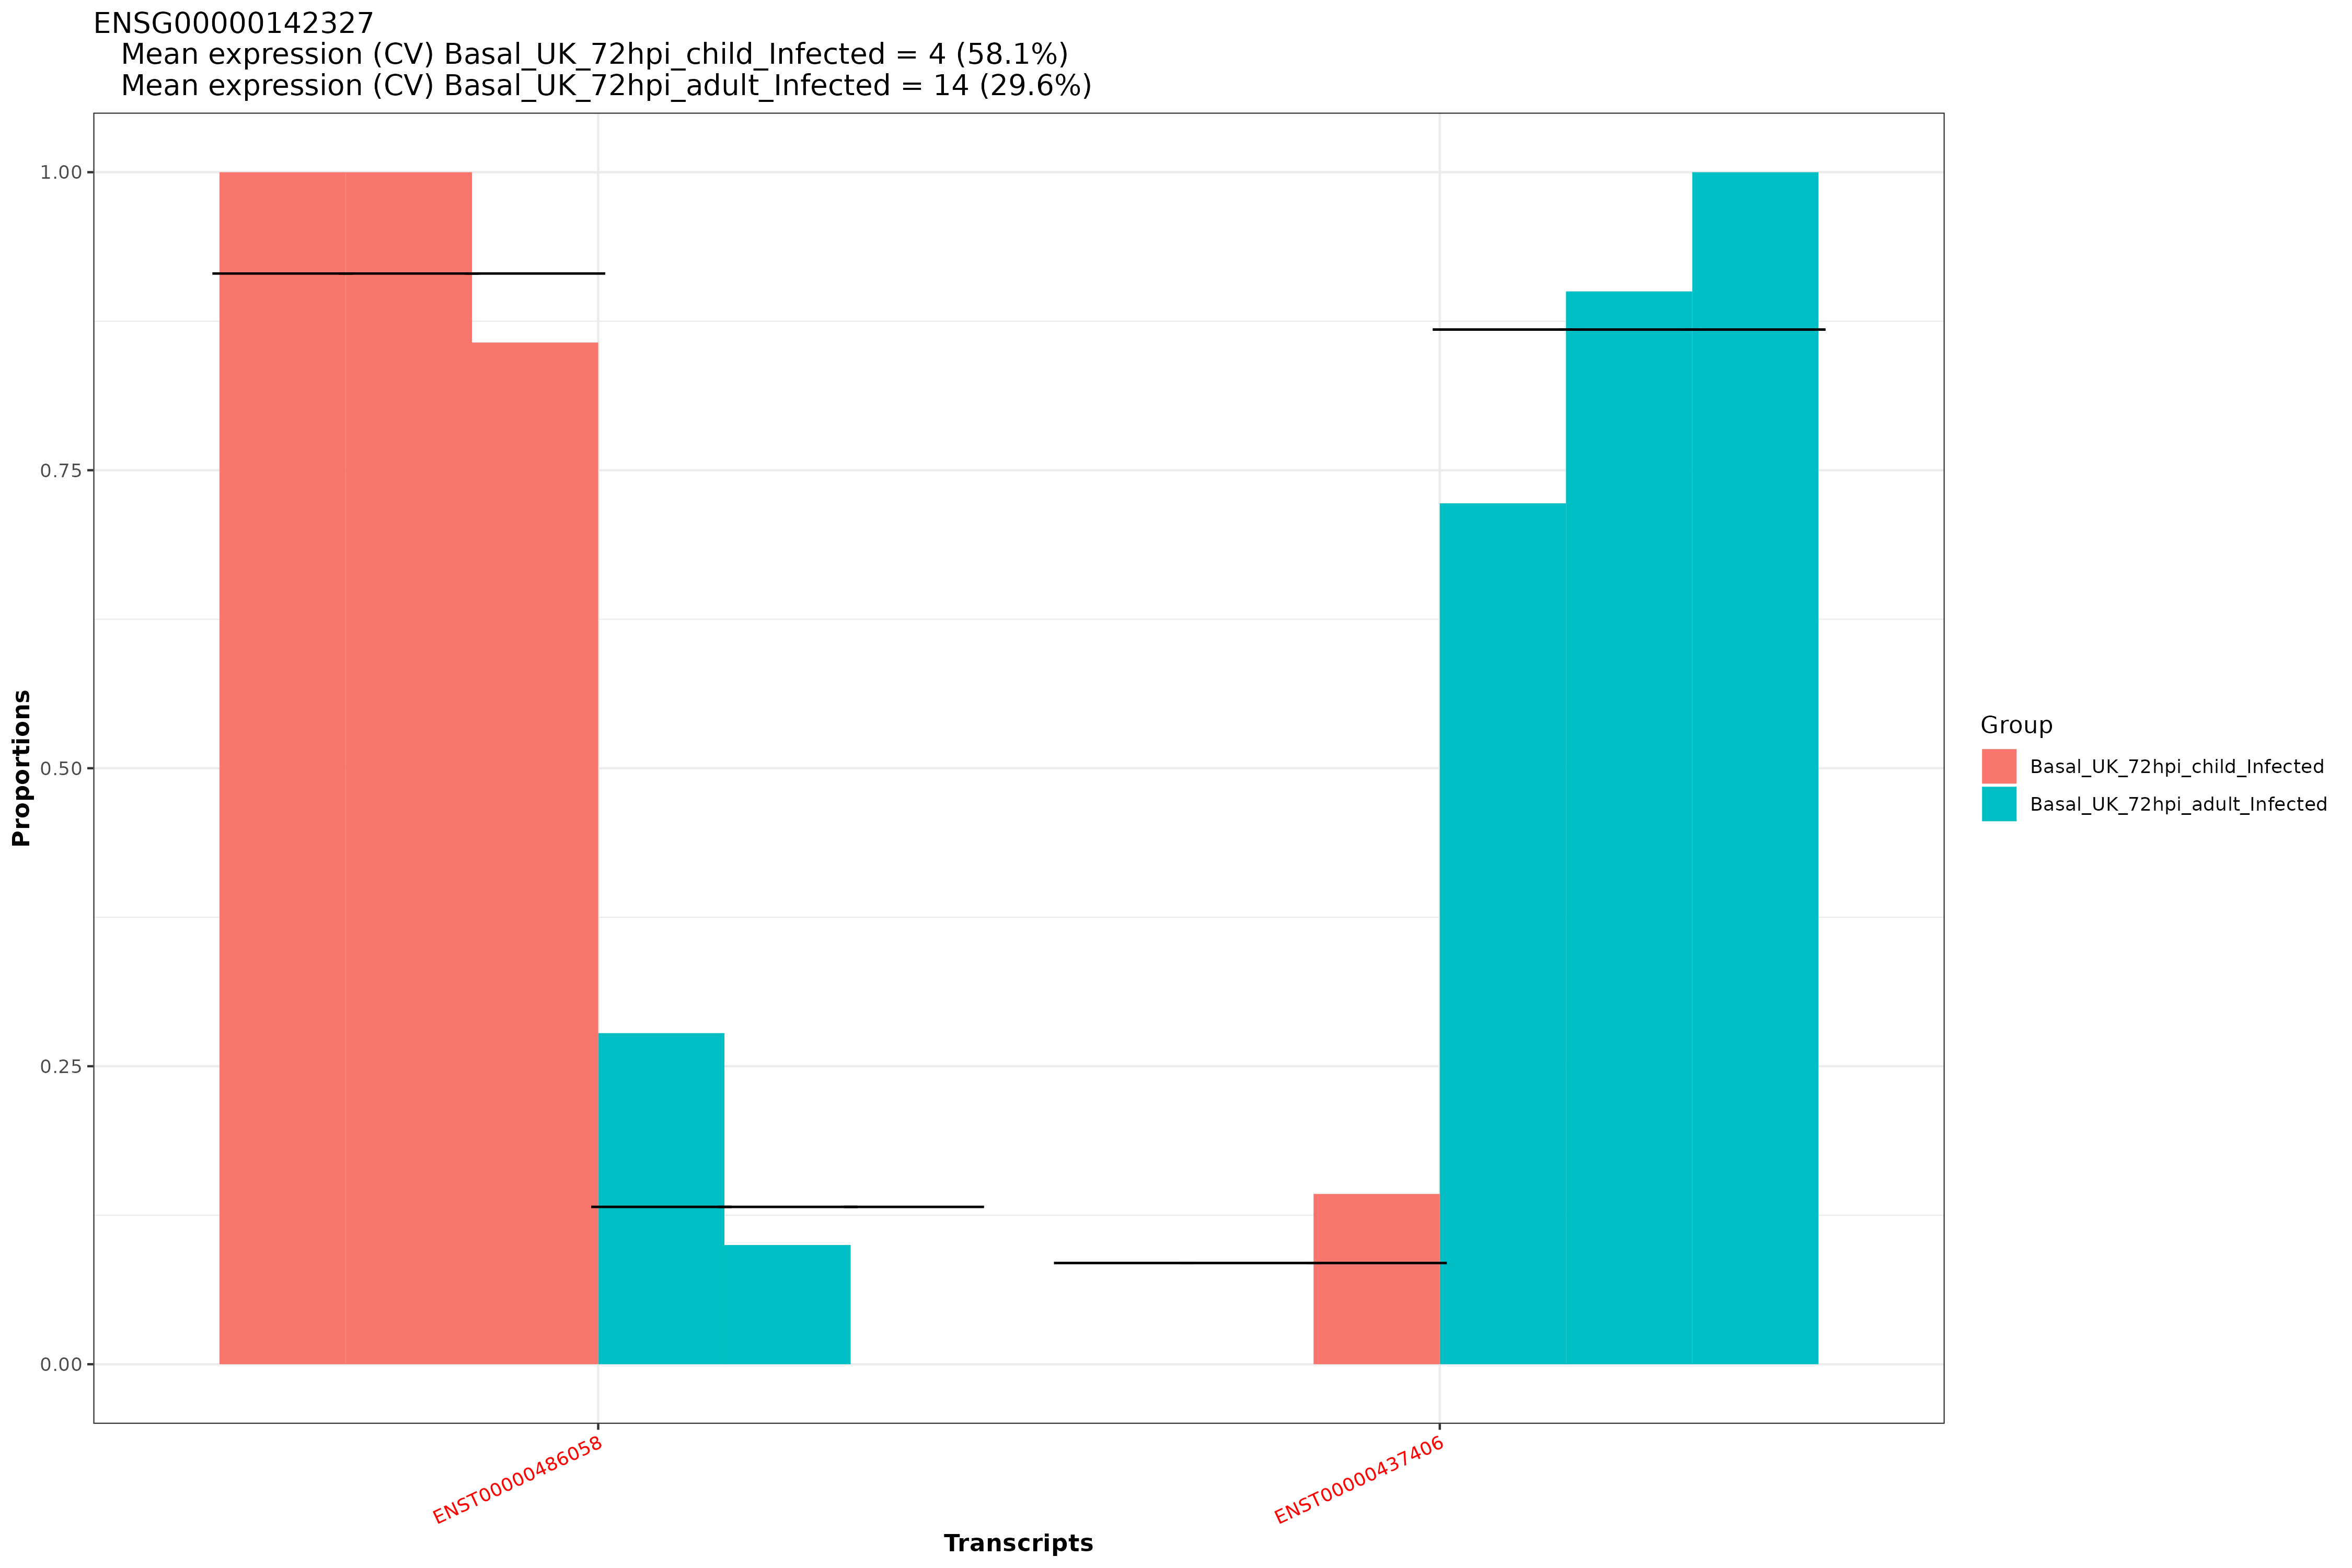 ENSG00000142327
Mean expression (CV) Basal_UK_72hpi_child_Infected = 4 (58.1%)
Mean expression (CV) Basal_UK_72hpi_adult_Infected = 14 (29.6%)
1.00
0.75
0.50
0.25
0.00
Proportions
ENST00000486058
ENST00000437406
Transcripts
Group
Basal_UK_72hpi_child_Infected
Basal_UK_72hpi_adult_Infected